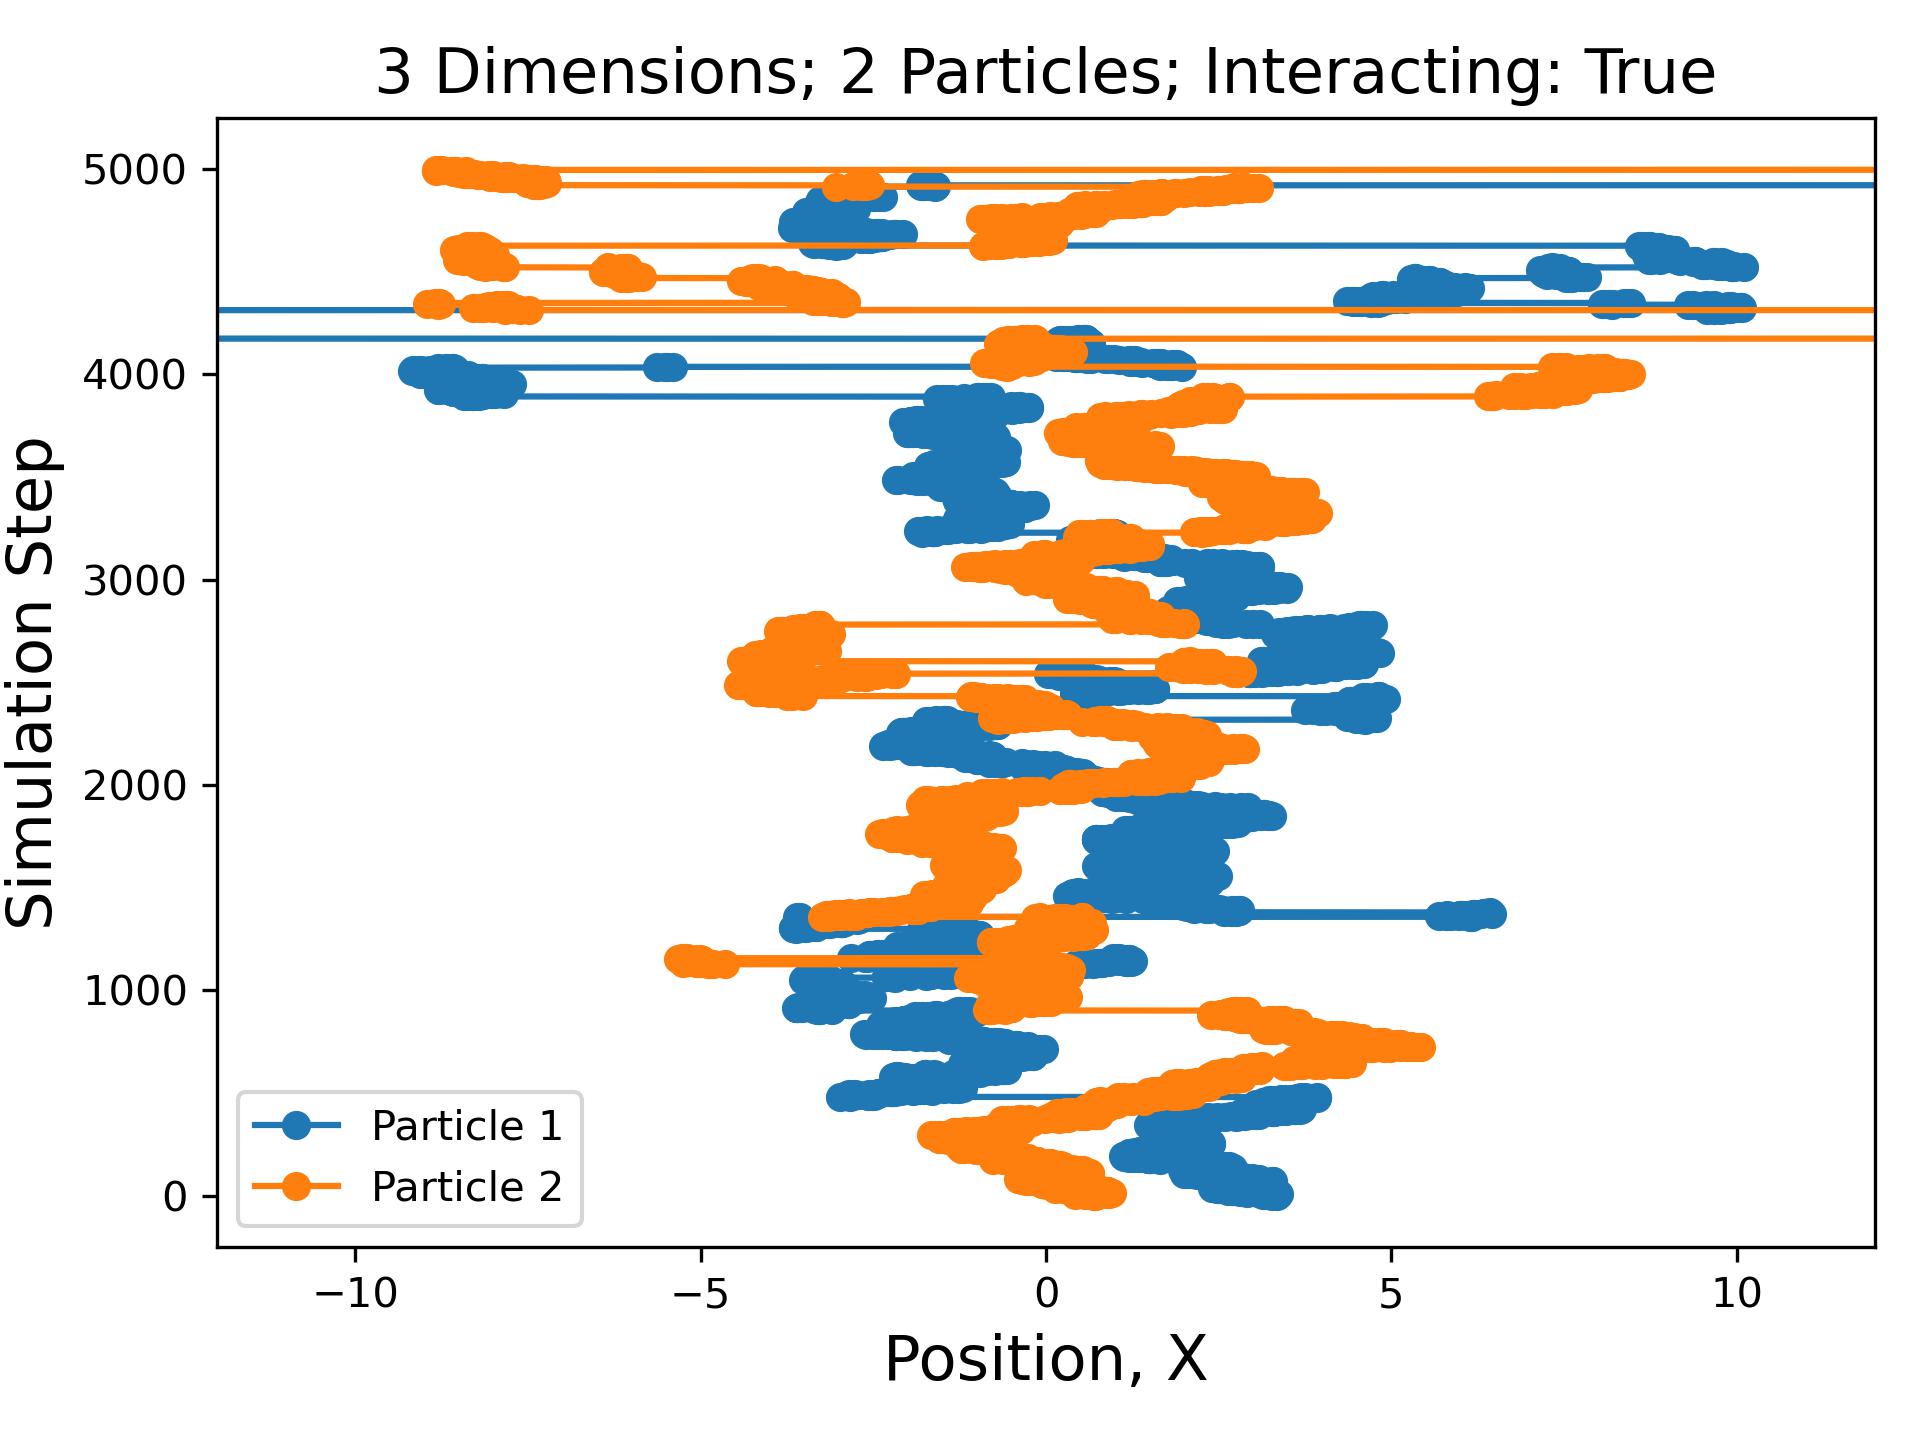 3 Dimensions; 2 Particles; Interacting: True
Simulation Step
5000
4000
3000
2000
1000
0
Particle 1
Particle 2
−10
−5
0
5
10
Position, X